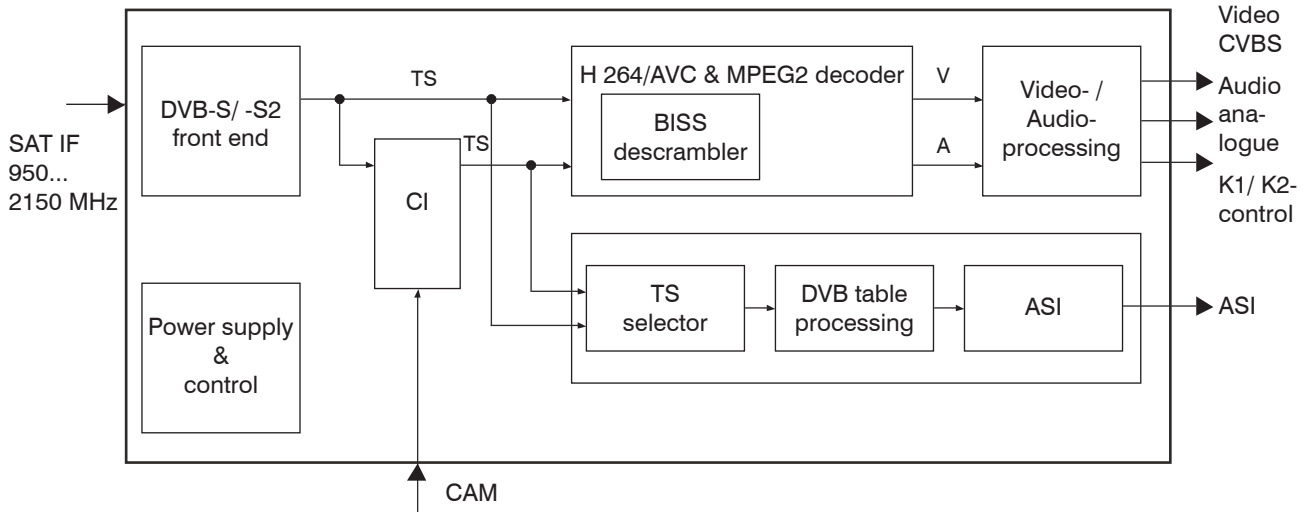 SAT IF
950...
2150 MHz
DVB-S/ -S2
front end
TS
CI
TS
H 264/AVC & MPEG2 decoder
BISS
descrambler
V
A
Video- /
Audio-
processing
Video
CVBS
Audio
ana-
logue
K1/ K2-
control
Power supply
&
control
TS
selector
DVB table
processing
ASI
ASI
CAM